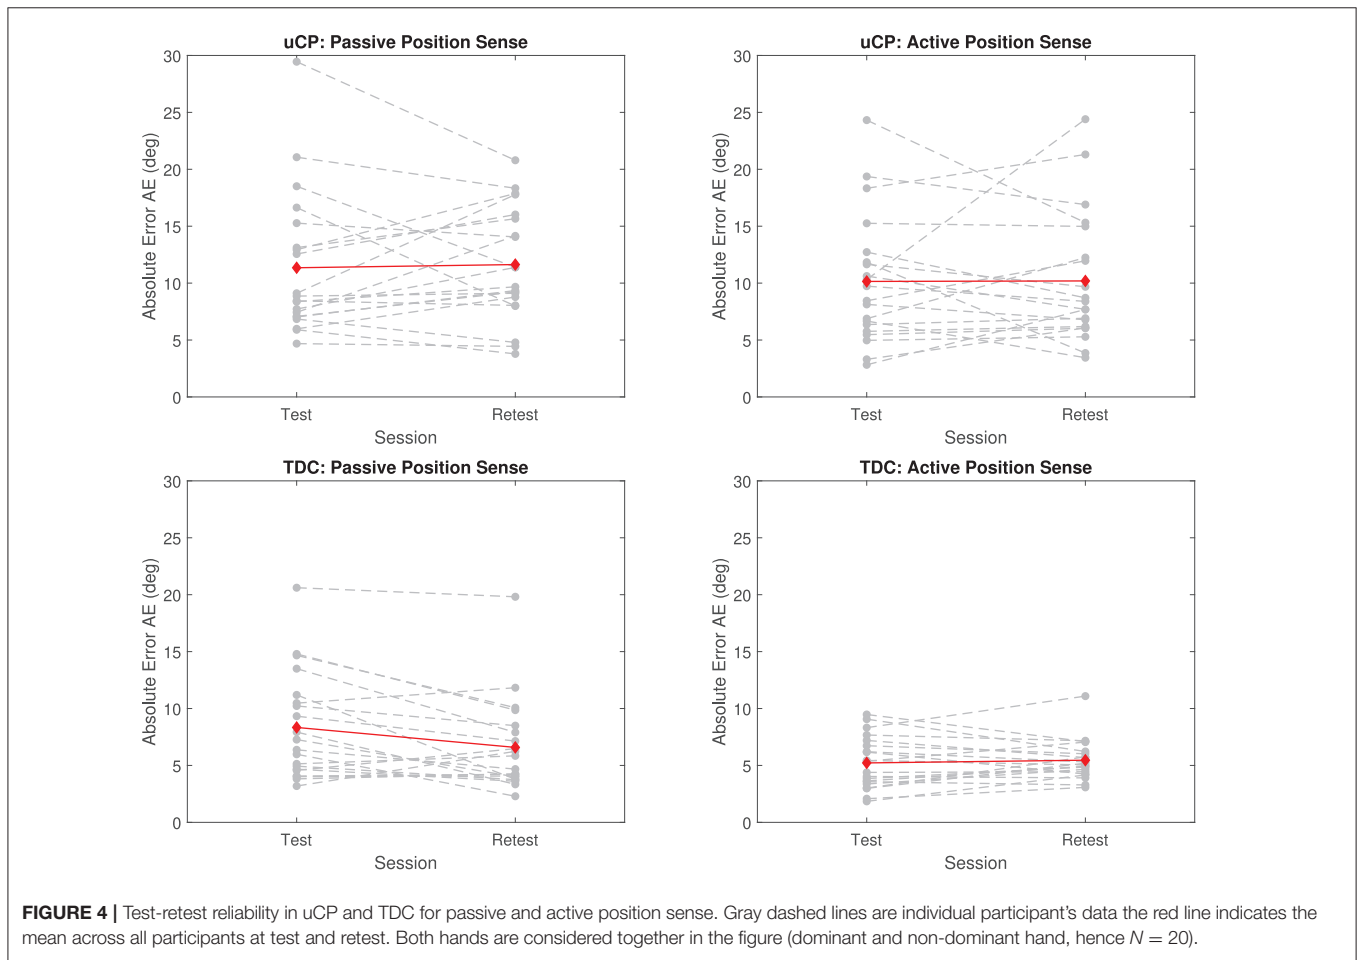 uCP: Passive Position Sense
30
25
20
15
10
5
0
Absolute Error AE (deg)
Test
Retest
Session
uCP: Active Position Sense
30
25
20
15
10
5
0
Absolute Error AE (deg)
Test
Retest
Session
TDC: Passive Position Sense
30
25
20
15
10
5
0
Absolute Error AE (deg)
Test
Retest
Session
TDC: Active Position Sense
30
25
20
15
10
5
0
Absolute Error AE (deg)
Test
Retest
Session
FIGURE 4 | Test-retest reliability in uCP and TDC for passive and active position sense. Gray dashed lines are individual participant's data the red line indicates the
mean across all participants at test and retest. Both hands are considered together in the figure (dominant and non-dominant hand, hence N = 20).